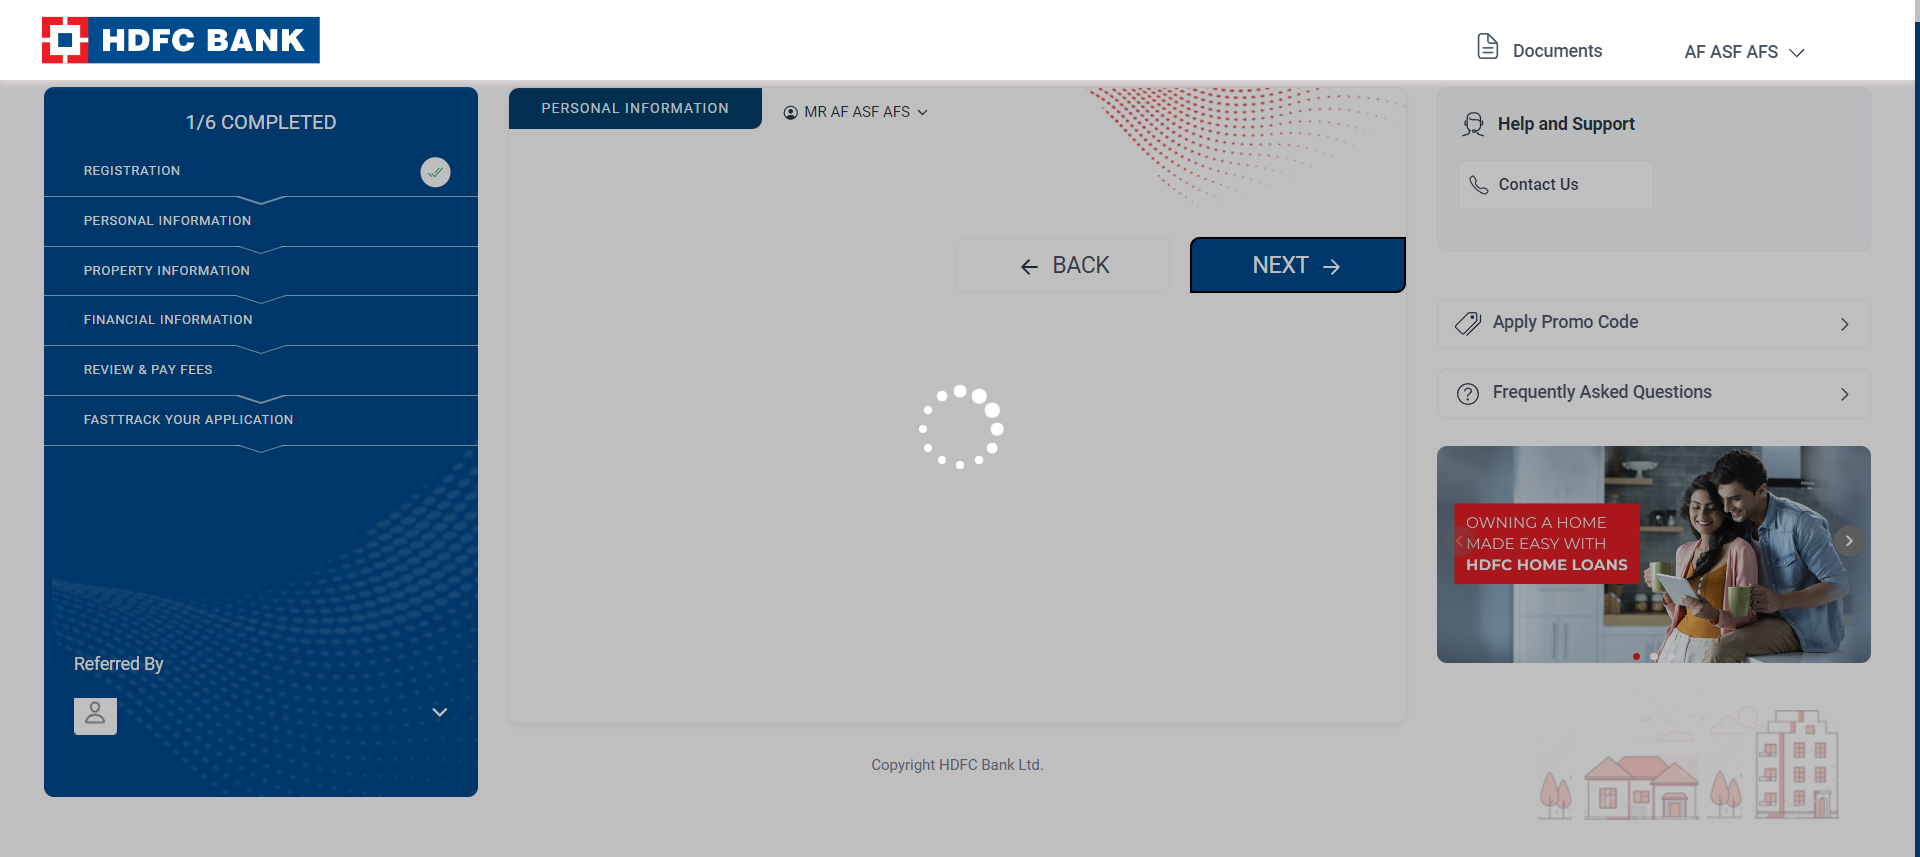 HDFC BANK
Documents
AF ASF AFS
1/6 COMPLETED
REGISTRATION
PERSONAL INFORMATION
PROPERTY INFORMATION
FINANCIAL INFORMATION
REVIEW & PAY FEES
FASTTRACK YOUR APPLICATION
Referred By
PERSONAL INFORMATION
MR AF ASF AFS
BACK
NEXT
Copyright HDFC Bank Ltd.
Help and Support
Contact Us
Apply Promo Code
Frequently Asked Questions
OWNING A HOME
MADE EASY WITH
HDFC HOME LOANS